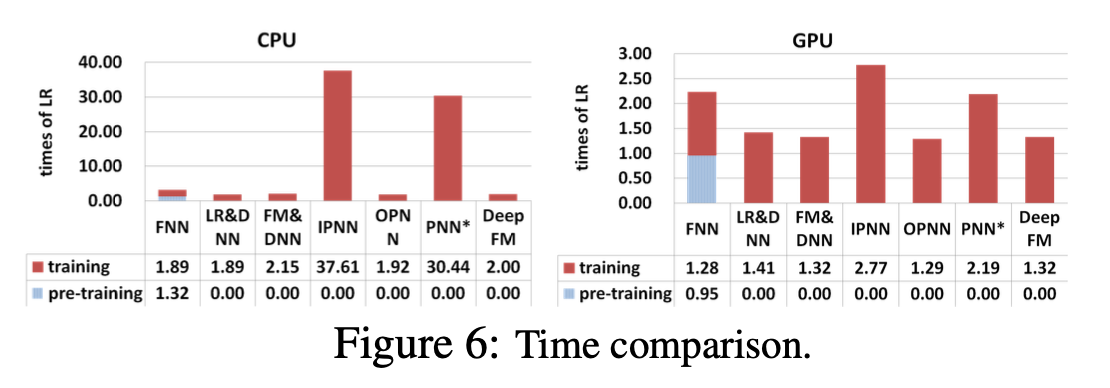 CPU
times of LR
40.00
30.00
20.00
10.00
0.00
FNN
LR&D
NN
FM&
DNN
IPNN
OPN
N
PNN*
Deep
FM
training 1.89 1.89 2.15 37.61 1.92 30.44 2.00
pre-training 1.32 0.00 0.00 0.00 0.00 0.00 0.00
GPU
times of LR
3.00
2.50
2.00
1.50
1.00
0.50
0.00
FNN
LR&D
NN
FM&
DNN
IPNN
OPNN
PNN*
Deep
FM
training 1.28 1.41 1.32 2.77 1.29 2.19 1.32
pre-training 0.95 0.00 0.00 0.00 0.00 0.00 0.00
Figure 6: Time comparison.